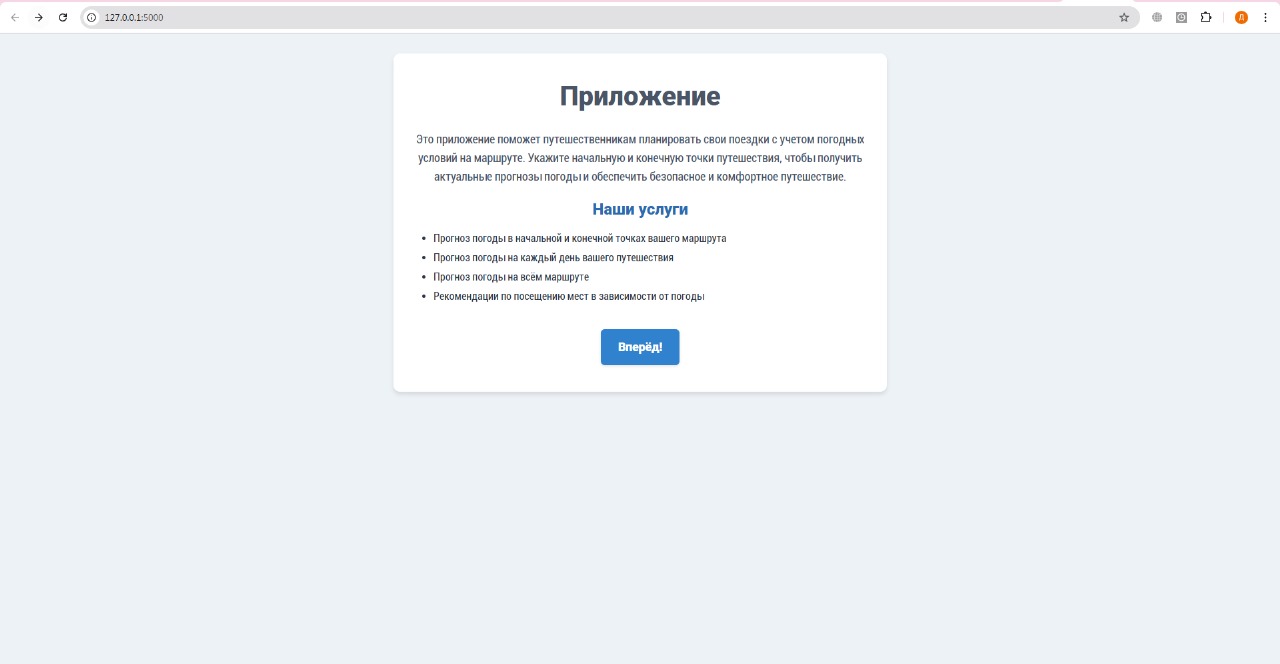 127.0.0.1:5000
Л
Приложение
Это приложение поможет путешественникам планировать свои поездки с учетом погодных
условий на маршруте. Укажите начальную и конечную точки путешествия, чтобы получить
актуальные прогнозы погоды и обеспечить безопасное и комфортное путешествие.
Наши услуги
• Прогноз погоды в начальной и конечной точках вашего маршрута
• Прогноз погоды на каждый день вашего путешествия
• Прогноз погоды на всём маршруте
• Рекомендации по посещению мест в зависимости от погоды
Вперёд!